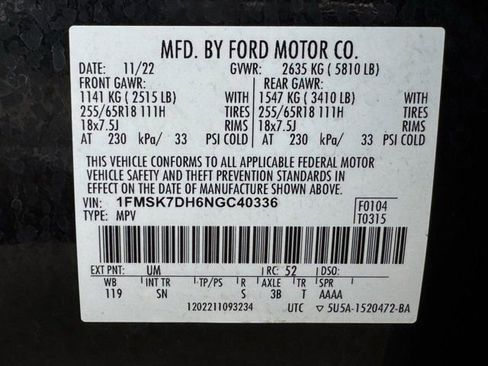 MFD. BY FORD MOTOR CO.
DATE: 11/22 GVWR: 2635 KG ( 5810 LB)
FRONT GAWR: REAR GAWR:
1141 KG ( 2515 LB) WITH 1547 KG ( 3410 LB) WITH
255/65R18 111H TIRES 255/65R18 111H TIRES
18x7.5J RIMS 18x7.5J RIMS
AT 230 kPa/ 33 PSI COLD AT 230 kPa/ 33 PSI COLD
THIS VEHICLE CONFORMS TO ALL APPLICABLE FEDERAL MOTOR
VEHICLE SAFETY AND THEFT PREVENTION STANDARDS IN
EFFECT ON THE DATE OF MANUFACTURE SHOWN ABOVE.
VIN: 1FMSK7DH6NGC40336 F0104
TYPE: MPV T0315
EXT PNT: UM RC: 52
WB INT TR TP/PS R AXLE TR SPR
119 SN S 3B T AAAA
1202211093234 UTC ▽ 5U5A-1520472-BA